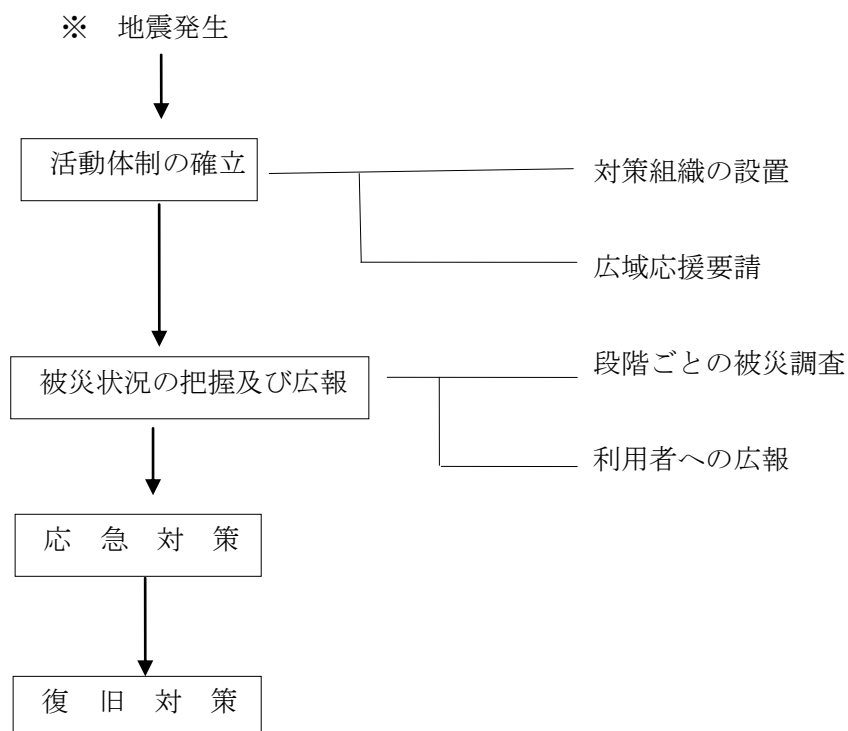 ※　地震発生
活動体制の確立
対策組織の設置
広域応援要請
被災状況の把握及び広報
段階ごとの被災調査
利用者への広報
応　急　対　策
復　旧　対　策